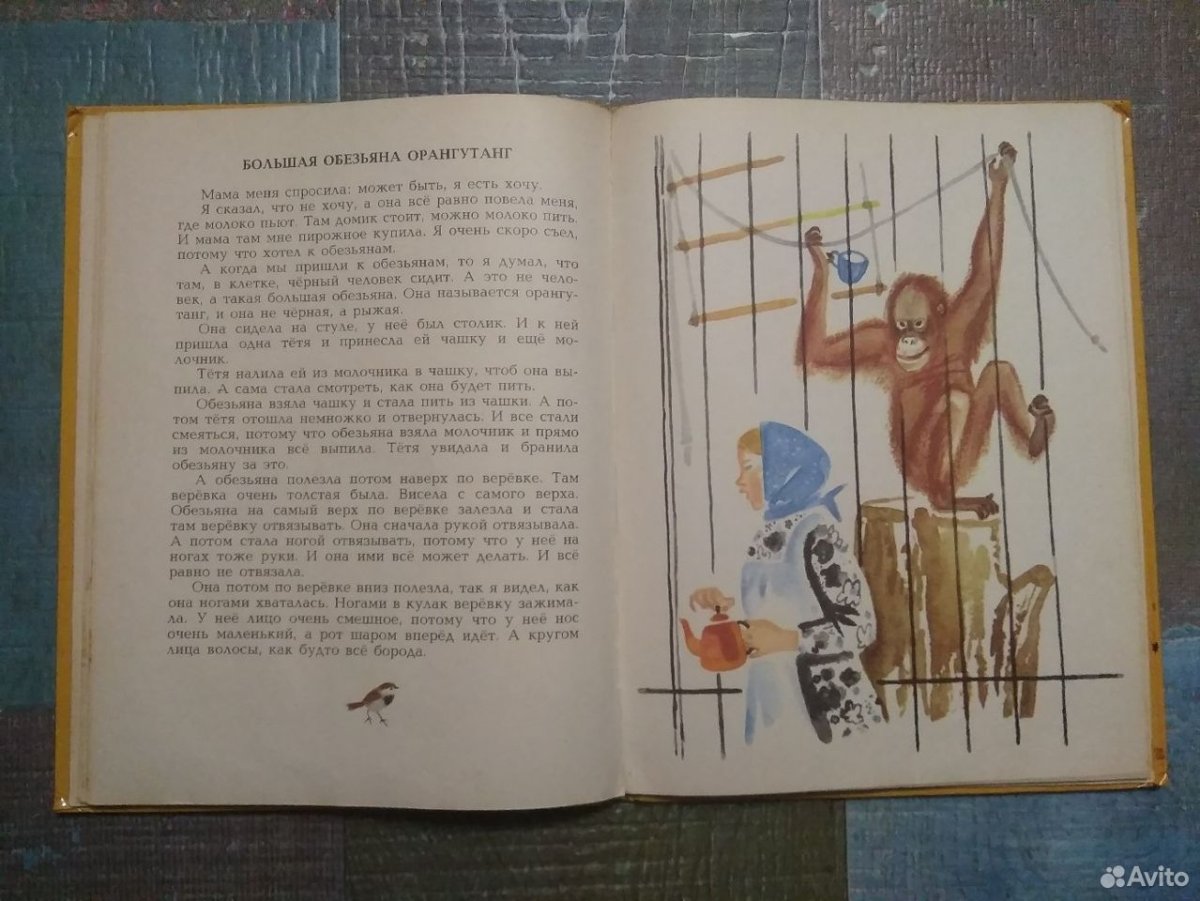 БОЛЬШАЯ ОБЕЗЬЯНА ОРАНГУТАНГ
Мама меня спросила: может быть, я есть хочу.
Я сказал, что не хочу, а она всё равно повела меня,
где молоко пьют. Там домик стоит, можно молоко пить.
И мама там мне пирожное купила. Я очень скоро съел,
потому что хотел к обезьянам.
А когда мы пришли к обезьянам, то я думал, что
там, в клетке, чёрный человек сидит. А это не чело-
век, а такая большая обезьяна. Она называется орангу-
танг, и она не чёрная, а рыжая.
Она сидела на стуле, у неё был столик. И к ней
пришла одна тётя и принесла ей чашку и ещё мо-
лочник.
Тётя налила ей из молочника в чашку, чтоб она вы-
пила. А сама стала смотреть, как она будет пить.
Обезьяна взяла чашку и стала пить из чашки. А по-
том тётя отошла немножко и отвернулась. И все стали
смеяться, потому что обезьяна взяла молочник и прямо
из молочника всё выпила. Тётя увидала и бранила
обезьяну за это.
А обезьяна полезла потом наверх по верёвке. Там
верёвка очень толстая была. Висела с самого верха.
Обезьяна на самый верх по верёвке залезла и стала
там верёвку отвязывать. Она сначала рукой отвязывала.
А потом стала ногой отвязывать, потому что у неё на
ногах тоже руки. И она ими всё может делать. И всё
равно не отвязала.
Она потом по верёвке вниз полезла, так я видел, как
она ногами хваталась. Ногами в кулак верёвку зажима-
ла. У неё лицо очень смешное, потому что у неё нос
очень маленький, а рот шаром вперёд идёт. А кругом
лица волосы, как будто всё борода.
Avito